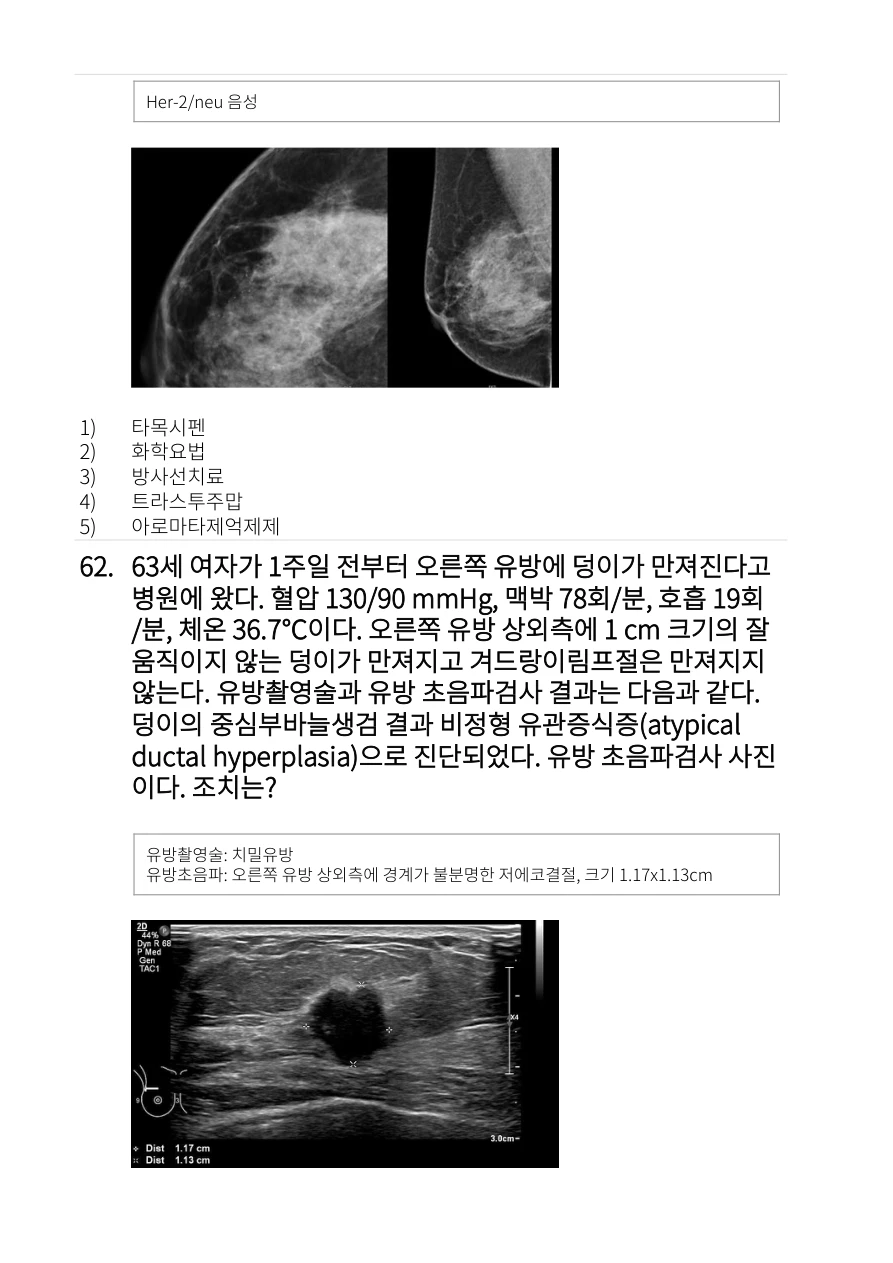 Her-2/neu 음성
1) 타목시펜
2) 화학요법
3) 방사선치료
4) 트라스투주맙
5) 아로마타제억제제
62. 63세 여자가 1주일 전부터 오른쪽 유방에 덩이가 만져진다고
병원에 왔다. 혈압 130/90 mmHg, 맥박 78회/분, 호흡 19회
/분, 체온 36.7℃이다. 오른쪽 유방 상외측에 1 cm 크기의 잘
움직이지 않는 덩이가 만져지고 겨드랑이림프절은 만져지지
않는다. 유방촬영술과 유방 초음파검사 결과는 다음과 같다.
덩이의 중심부바늘생검 결과 비정형 유관증식증(atypical
ductal hyperplasia)으로 진단되었다. 유방 초음파검사 사진
이다. 조치는?
유방촬영술: 치밀유방
유방초음파: 오른쪽 유방 상외측에 경계가 불분명한 저에코결절, 크기 1.17x1.13cm
2D
44%
P
Dyn R 68
P Med
Gen
TAC1
X4
9 3
3.0cm
Dist 1.17 cm
Dist 1.13 cm